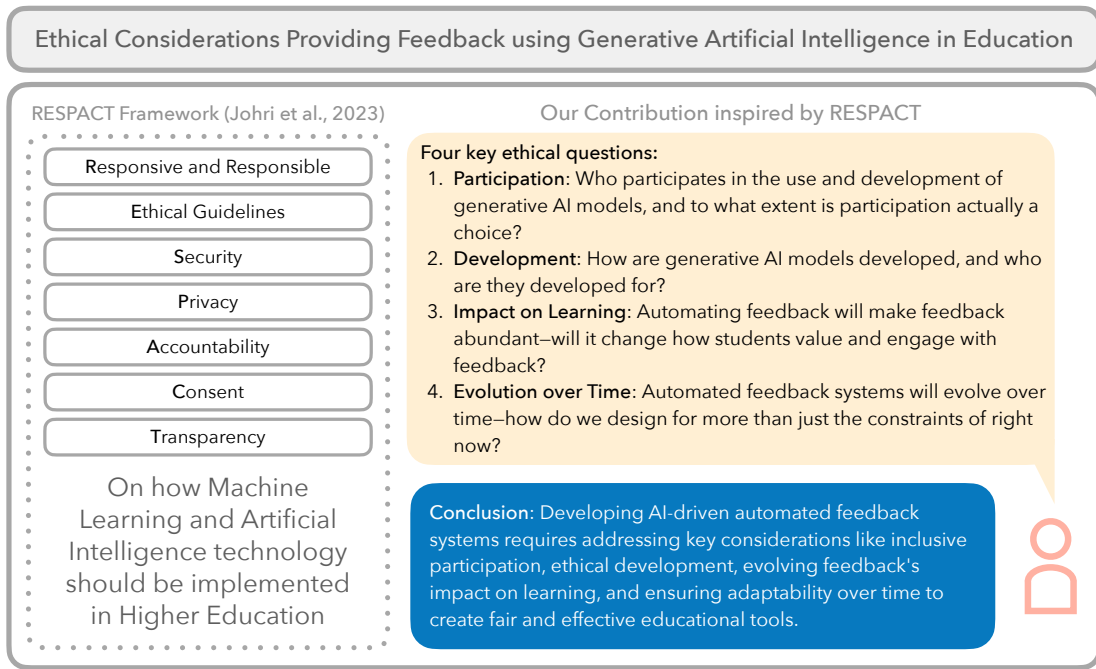 Ethical Considerations Providing Feedback using Generative Artificial Intelligence in Education
RESPACT Framework (Johri et al., 2023)
Responsive and Responsible
Ethical Guidelines
Security
Privacy
Accountability
Consent
Transparency
On how Machine
Learning and Artificial
Intelligence technology
should be implemented
in Higher Education
Our Contribution inspired by RESPACT
Four key ethical questions:
1. Participation: Who participates in the use and development of
generative AI models, and to what extent is participation actually a
choice?
2. Development: How are generative AI models developed, and who
are they developed for?
3. Impact on Learning: Automating feedback will make feedback
abundant—will it change how students value and engage with
feedback?
4. Evolution over Time: Automated feedback systems will evolve over
time—how do we design for more than just the constraints of right
now?
Conclusion: Developing AI-driven automated feedback
systems requires addressing key considerations like inclusive
participation, ethical development, evolving feedback's
impact on learning, and ensuring adaptability over time to
create fair and effective educational tools.